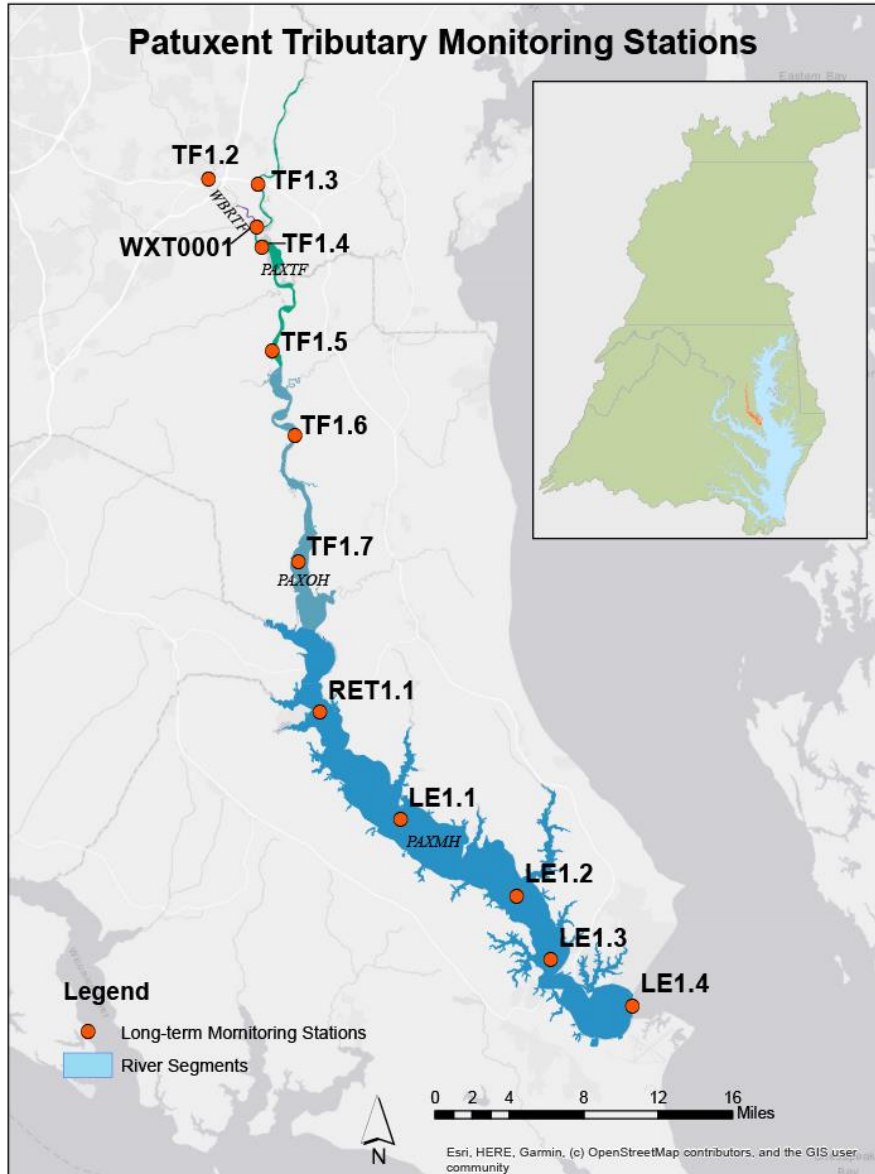 Patuxent Tributary Monitoring Stations
Eastern Bay
TF1.2
TF1.3
WBRTF
WXT0001
TF1.4
PAXTF
TF1.5
TF1.6
TF1.7
PAXOH
RET1.1
LE1.1
PAXMH
LE1.2
LE1.3
LE1.4
Legend
Long-term Mornitoring Stations
River Segments
0 2 4 8 12 16
Miles
N
Esri, HERE, Garmin, (c) OpenStreetMap contributors, and the GIS user
community
Bay